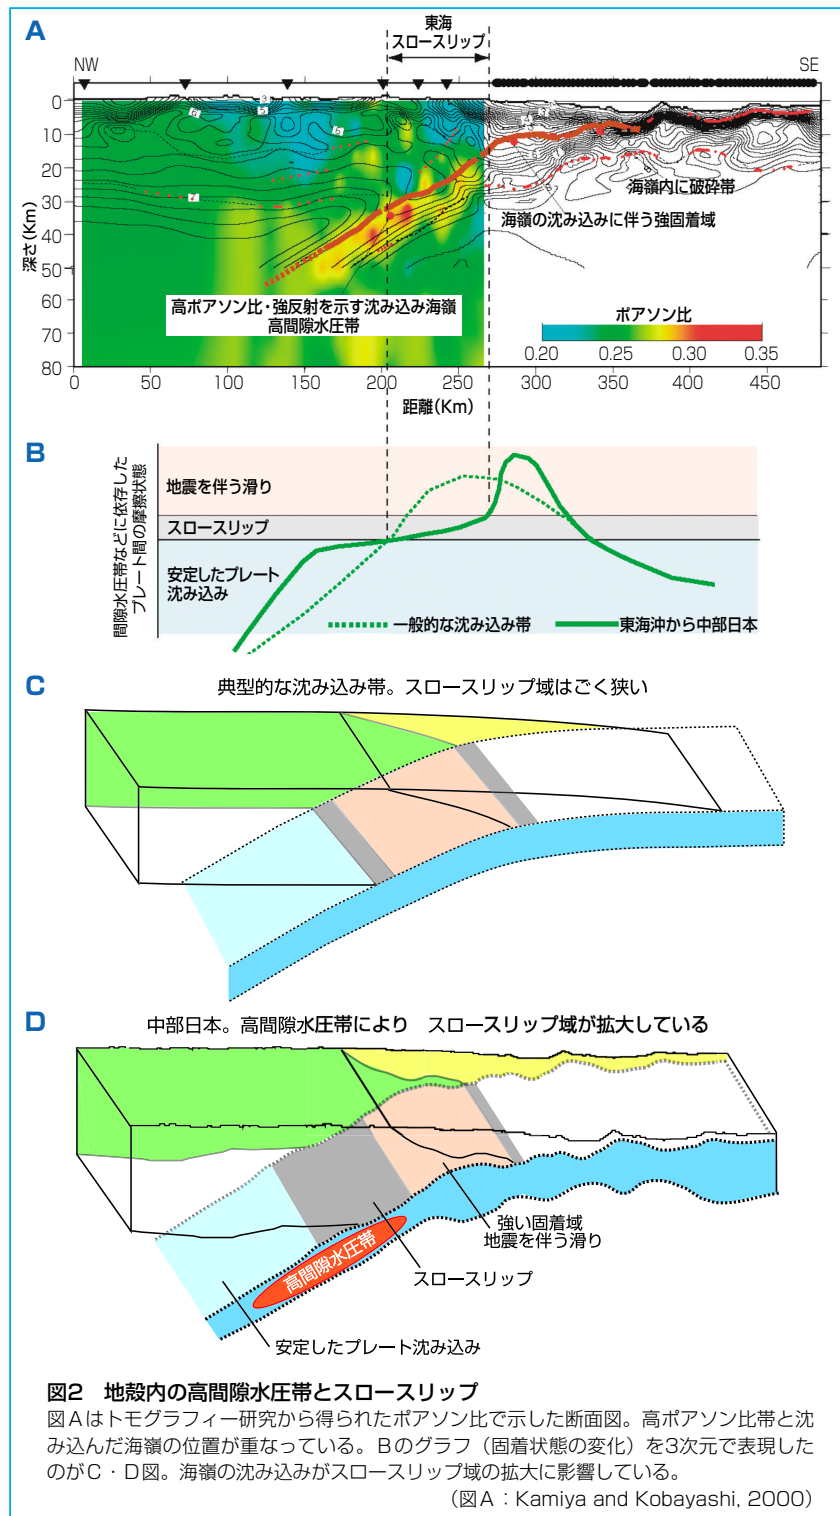 A
東海
スロースリップ
NW
SE
0
10
20
30
40
50
60
70
80
深さ(Km)
海嶺内に破砕帯
海嶺の沈み込みに伴う強固着域
高ポアソン比・強反射を示す沈み込み海嶺
高間隙水圧帯
ポアソン比
0.20 0.25 0.30 0.35
0 50 100 150 200 250 300 350 400 450
距離(Km)
B
間隙水圧帯などに依存した
プレート間の摩擦状態
地震を伴う滑り
スロースリップ
安定したプレート
沈み込み
一般的な沈み込み帯
東海沖から中部日本
C
典型的な沈み込み帯。スロースリップ域はごく狭い
D
中部日本。高間隙水圧帯により スロースリップ域が拡大している
強い固着域
地震を伴う滑り
高間隙水圧帯
スロースリップ
安定したプレート沈み込み
図2 地殻内の高間隙水圧帯とスロースリップ
図Aはトモグラフィー研究から得られたポアソン比で示した断面図。高ポアソン比帯と沈
み込んだ海嶺の位置が重なっている。Bのグラフ（固着状態の変化）を3次元で表現した
のがC・D図。海嶺の沈み込みがスロースリップ域の拡大に影響している。
（図A：Kamiya and Kobayashi, 2000）